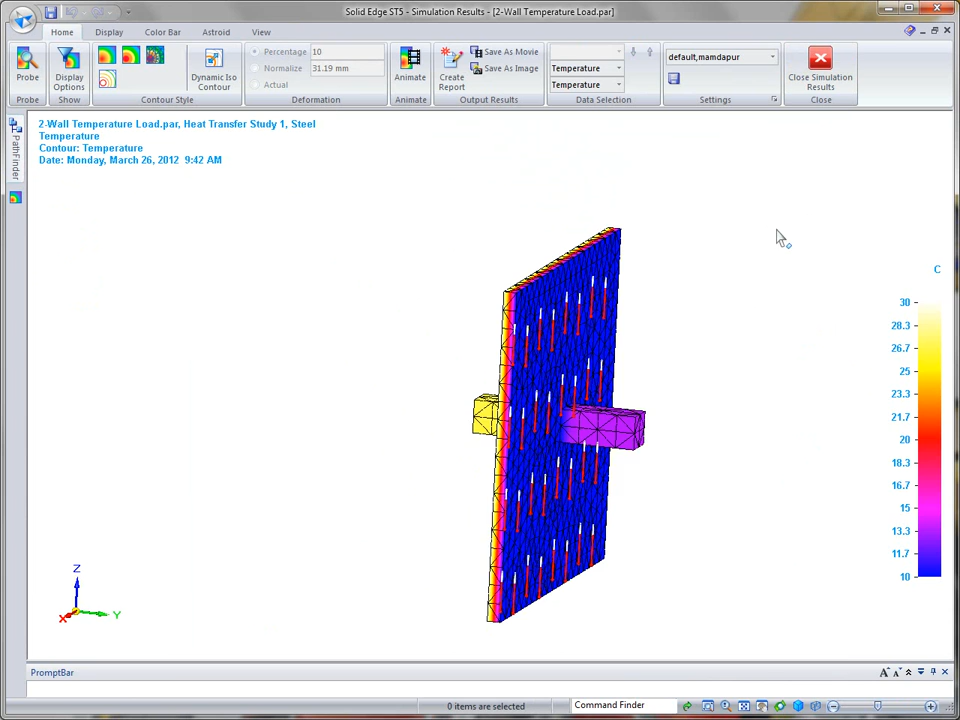 Solid Edge ST5 - Simulation Results - [2-Wall Temperature Load.par]
Home Display Color Bar Astroid View
Probe
Display Options
Dynamic Iso Contour
Percentage 10
Normalize 31.19 mm
Actual
Animate
Create Report
Save As Movie
Save As Image
Temperature
Temperature
default,mamdapur
Close Simulation Results
Probe Show Contour Style Deformation Animate Output Results Data Selection Settings Close
PathFinder
2-Wall Temperature Load.par, Heat Transfer Study 1, Steel
Temperature
Contour: Temperature
Date: Monday, March 26, 2012 9:42 AM
C
30
28.3
26.7
25
23.3
21.7
20
18.3
16.7
15
13.3
11.7
10
Z
X
Y
PromptBar
0 items are selected
Command Finder